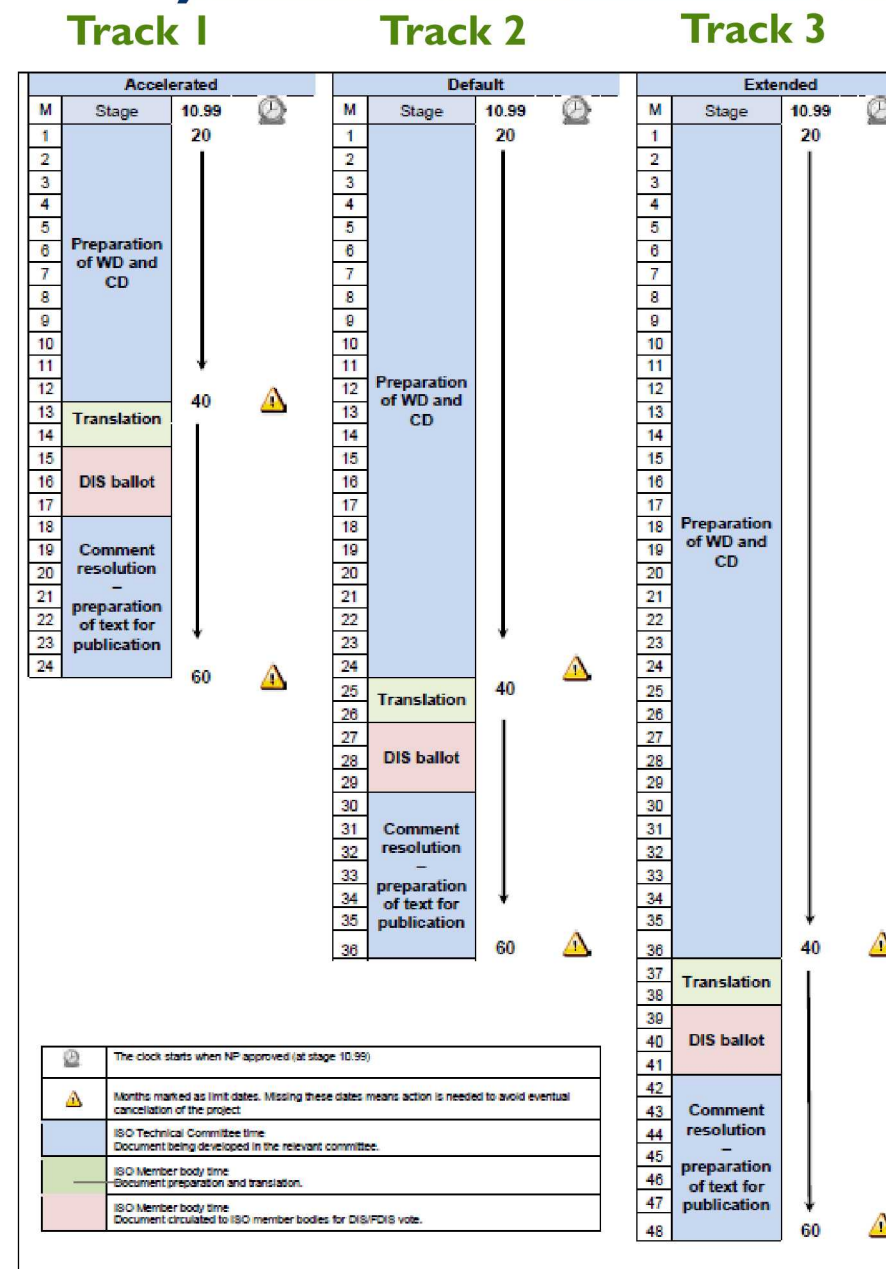 Track 1
Track 2
Track 3
Accelerated
M Stage 10.99
1 20
2
3
4
5
6
7
8
9
10
11
12
13
14
15
16
17
18
19
20
21
22
23
24
Preparation
of WD and
CD
40
Translation
DIS ballot
Comment
resolution
–
preparation
of text for
publication
60
Default
M Stage 10.99
1 20
2
3
4
5
6
7
8
9
10
11
12
13
14
15
16
17
18
19
20
21
22
23
24
25
26
27
28
29
30
31
32
33
34
35
36
Preparation
of WD and
CD
40
Translation
DIS ballot
Comment
resolution
–
preparation
of text for
publication
60
Extended
M Stage 10.99
1 20
2
3
4
5
6
7
8
9
10
11
12
13
14
15
16
17
18
19
20
21
22
23
24
25
26
27
28
29
30
31
32
33
34
35
36
37
38
39
40
41
42
43
44
45
46
47
48
Preparation
of WD and
CD
40
Translation
DIS ballot
Comment
resolution
–
preparation
of text for
publication
60
The clock starts when NP approved (at stage 10.99)
Months marked as limit dates. Missing these dates means action is needed to avoid eventual
cancellation of the project
ISO Technical Committee time
Document being developed in the relevant committee.
ISO Member body time
Document preparation and translation.
ISO Member body time
Document circulated to ISO member bodies for DIS/FDIS vote.